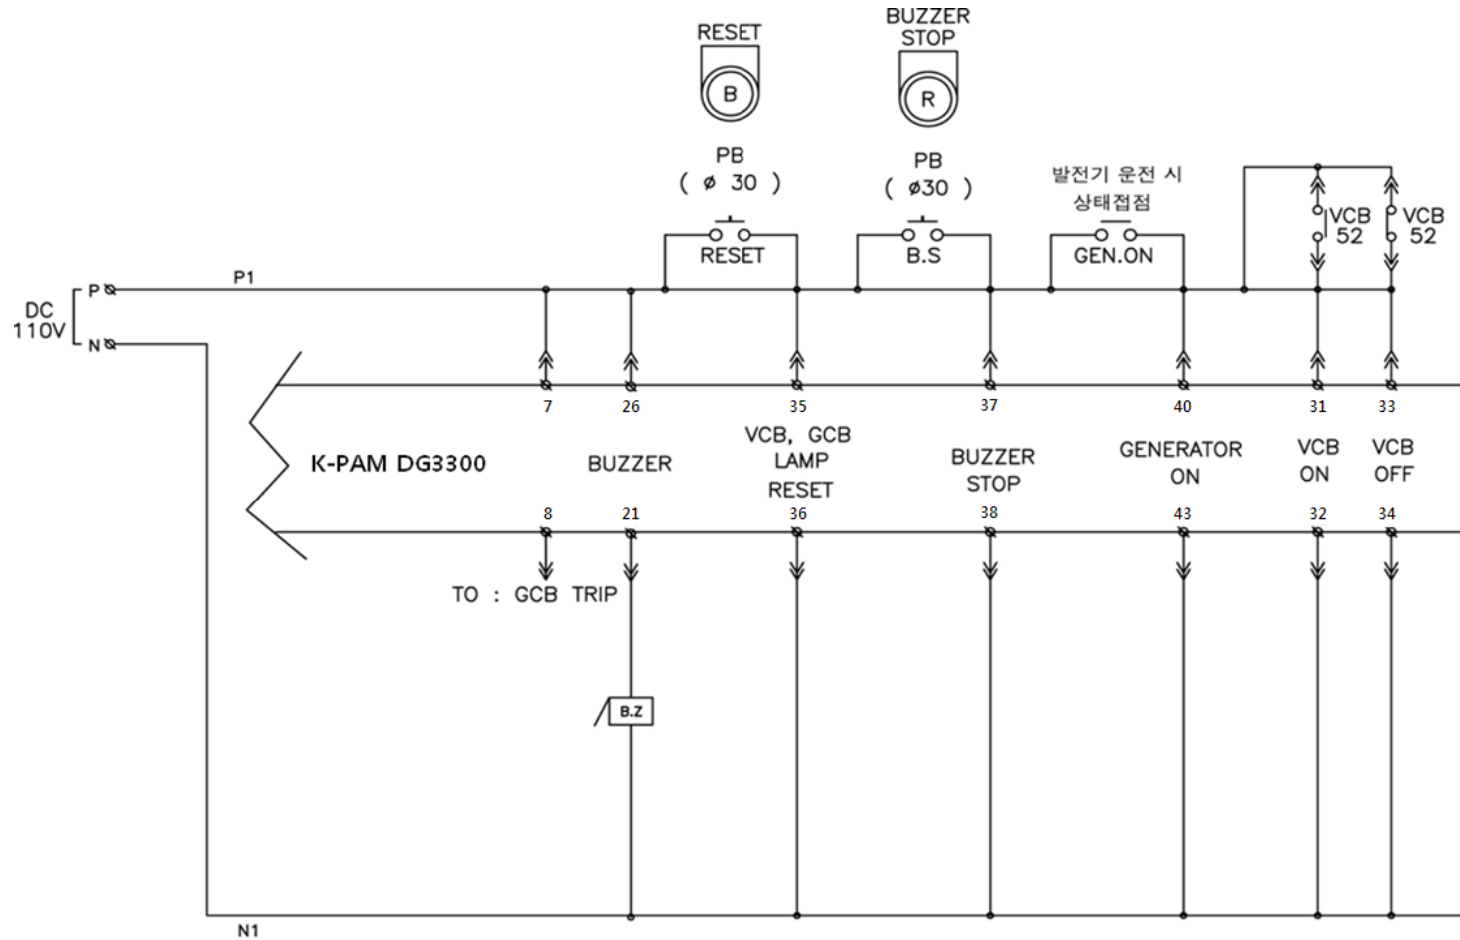 RESET
BUZZER
STOP
B
R
PB
( ø 30 )
PB
( ø30 )
발전기 운전 시
상태접점
VCB
52
VCB
52
RESET
B.S
GEN.ON
P1
P
DC
110V
N
7
26
35
37
40
31
33
K-PAM DG3300
BUZZER
VCB, GCB
LAMP
RESET
BUZZER
STOP
GENERATOR
ON
VCB
ON
VCB
OFF
8
21
36
38
43
32
34
TO : GCB TRIP
B.Z
N1